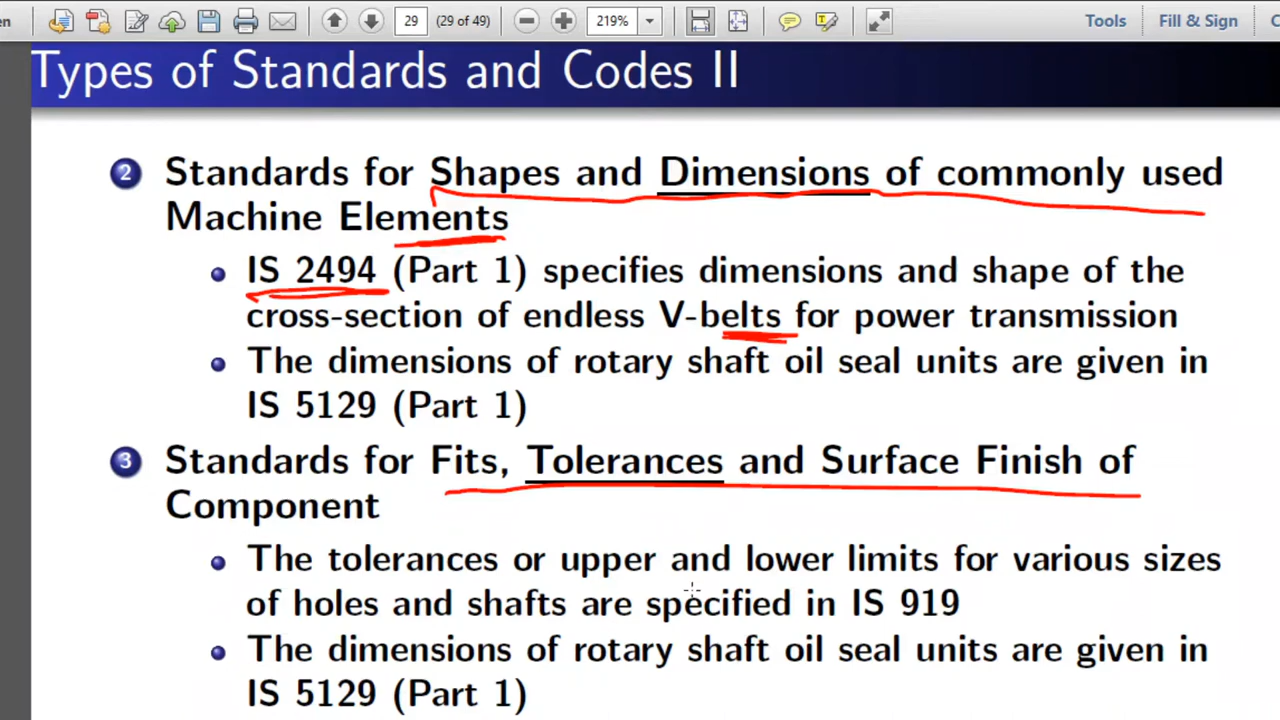 29
(29 of 49)
219%
Tools
Fill & Sign
Types of Standards and Codes II
2 Standards for Shapes and Dimensions of commonly used
Machine Elements
IS 2494 (Part 1) specifies dimensions and shape of the
cross-section of endless V-belts for power transmission
The dimensions of rotary shaft oil seal units are given in
IS 5129 (Part 1)
3 Standards for Fits, Tolerances and Surface Finish of
Component
The tolerances or upper and lower limits for various sizes
of holes and shafts are specified in IS 919
The dimensions of rotary shaft oil seal units are given in
IS 5129 (Part 1)